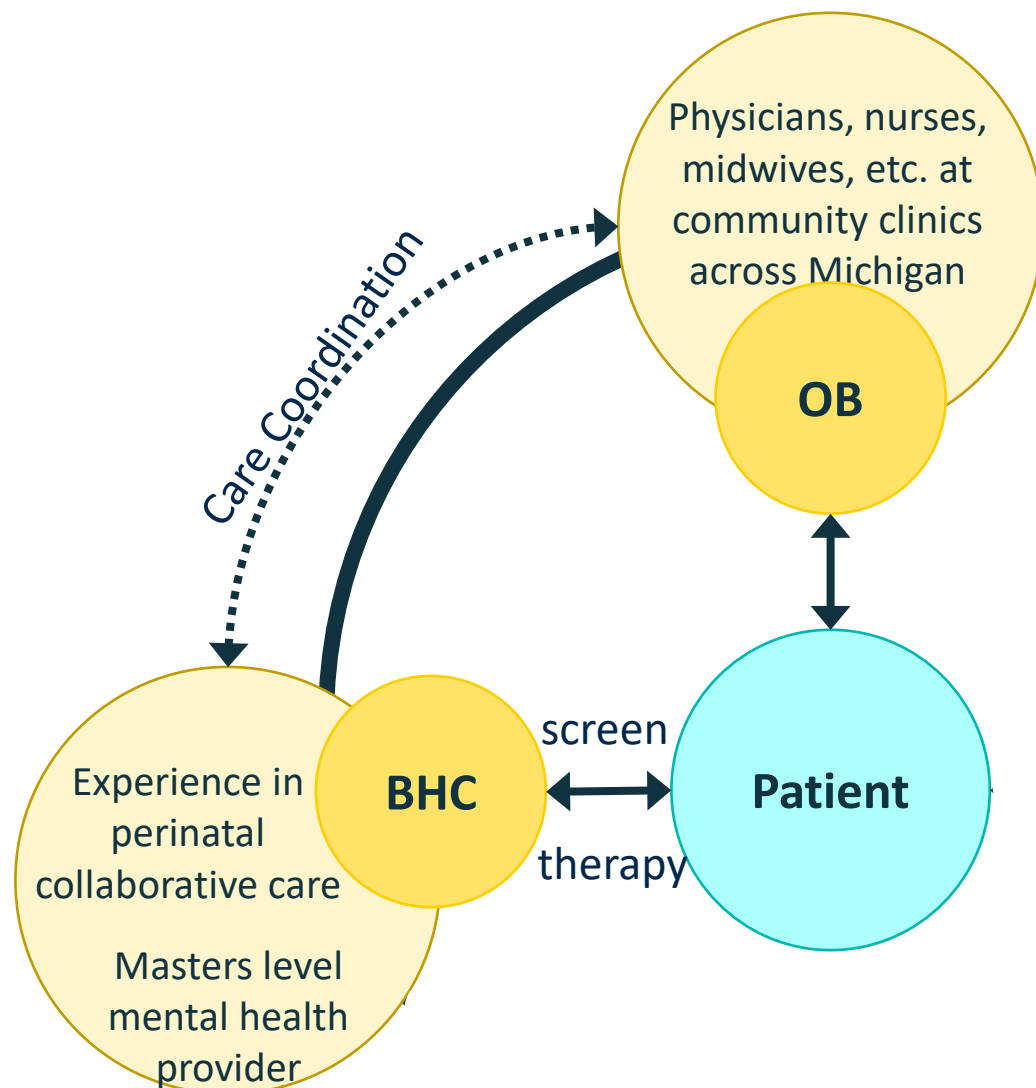 Physicians, nurses,
midwives, etc. at
community clinics
across Michigan
OB
Care Coordination
screen
BHC
Patient
therapy
Experience in
perinatal
collaborative care
Masters level
mental health
provider